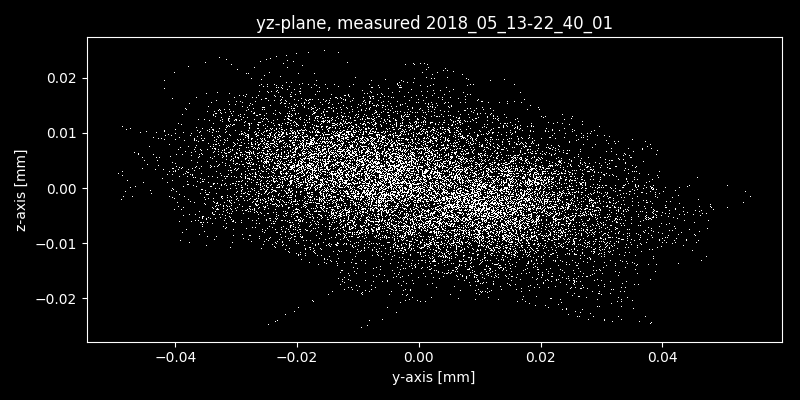 yz-plane, measured 2018_05_13-22_40_01
0.02
0.01
0.00
−0.01
−0.02
z-axis [mm]
−0.04 −0.02 0.00 0.02 0.04
y-axis [mm]